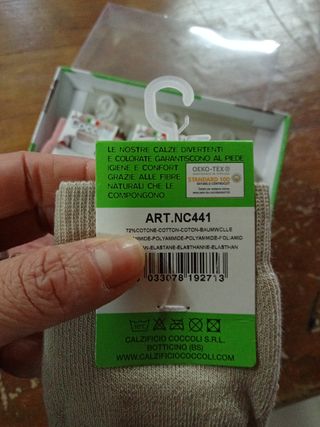 LE NOSTRE CALZE DIVERTENTI
E COLORATE GARANTISCONO AL PIEDE
IGIENE E CONFORT
GRAZIE ALLE FIBRE
NATURALI CHE LE
COMPONGONO
OEKO-TEX®
STANDARD 100
ART.NC441
72%COTONE-COTTON-COTON-BAUMWOLLE
-POLYAMIDE-POLYAMIDE-POLIAMID
-ELASTANE-ELASTHANNE-ELASTHAN
033078 192713
CALZIFICIO COCCOLI S.R.L.
BOTTICINO (BS)
WWW.CALZIFICIOCOCCOLI.COM